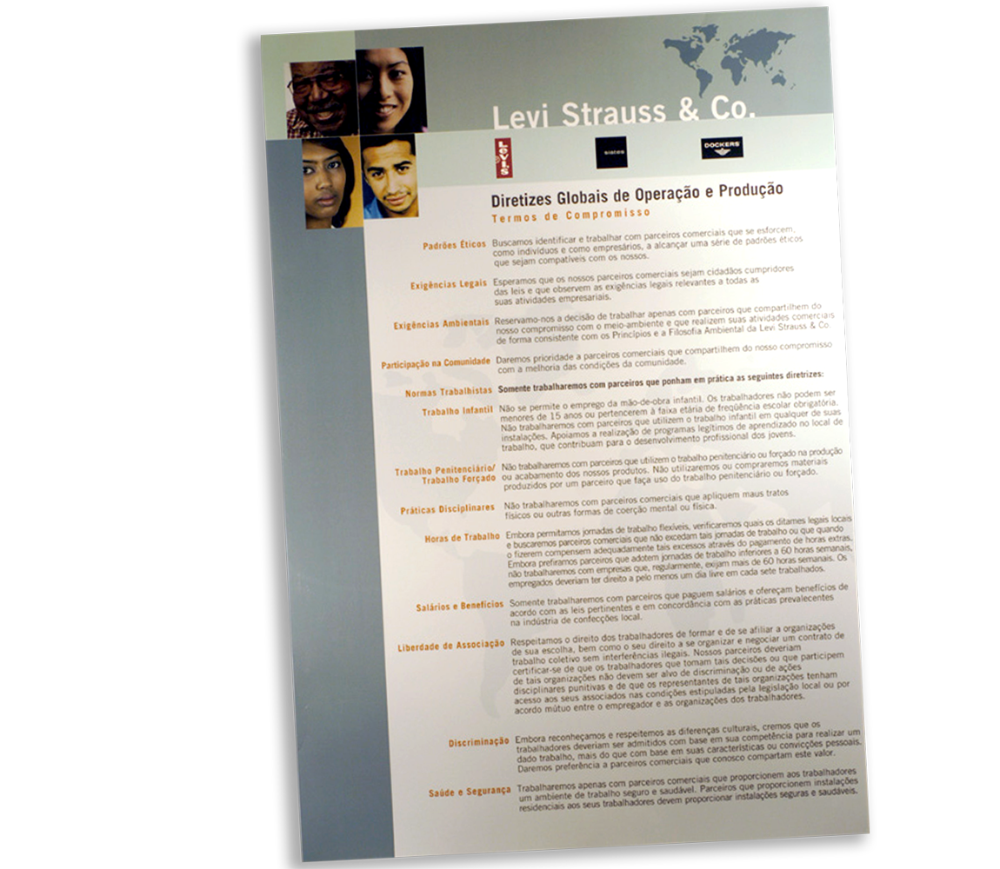 Levi Strauss & Co.
Levi's
slates
DOCKERS
Diretizes Globais de Operação e Produção
Termos de Compromisso
Padrões Éticos
Buscamos identificar e trabalhar com parceiros comerciais que se esforcem,
como indivíduos e como empresários, a alcançar uma série de padrões éticos
que sejam compatíveis com os nossos.
Exigências Legais
Esperamos que os nossos parceiros comerciais sejam cidadãos cumpridores
das leis e que observem as exigências legais relevantes a todas as
suas atividades empresariais.
Exigências Ambientais
Reservamo-nos a decisão de trabalhar apenas com parceiros que compartilhem do
nosso compromisso com o meio-ambiente e que realizem suas atividades comerciais
de forma consistente com os Princípios e a Filosofia Ambiental da Levi Strauss & Co.
Participação na Comunidade
Daremos prioridade a parceiros comerciais que compartilhem do nosso compromisso
com a melhoria das condições da comunidade.
Normas Trabalhistas
Somente trabalharemos com parceiros que ponham em prática as seguintes diretrizes:
Trabalho Infantil
Não se permite o emprego da mão-de-obra infantil. Os trabalhadores não podem ser
menores de 15 anos ou pertencerem à faixa etária de freqüência escolar obrigatória.
Não trabalharemos com parceiros que utilizem o trabalho infantil em qualquer de suas
instalações. Apoiamos a realização de programas legítimos de aprendizado no local de
trabalho, que contribuam para o desenvolvimento profissional dos jovens.
Trabalho Penitenciário/
Trabalho Forçado
Não trabalharemos com parceiros que utilizem o trabalho penitenciário ou forçado na produção
ou acabamento dos nossos produtos. Não utilizaremos ou compraremos materiais
produzidos por um parceiro que faça uso do trabalho penitenciário ou forçado.
Práticas Disciplinares
Não trabalharemos com parceiros comerciais que apliquem maus tratos
físicos ou outras formas de coerção mental ou física.
Horas de Trabalho
Embora permitamos jornadas de trabalho flexíveis, verificaremos quais os ditames legais locais
e buscaremos parceiros comerciais que não excedam tais jornadas de trabalho ou que quando
o fizerem compensem adequadamente tais excessos através do pagamento de horas extras.
Embora prefiramos parceiros que adotem jornadas de trabalho inferiores a 60 horas semanais,
não trabalharemos com empresas que, regularmente, exijam mais de 60 horas semanais. Os
empregados deveriam ter direito a pelo menos um dia livre em cada sete trabalhados.
Salários e Benefícios
Somente trabalharemos com parceiros que paguem salários e ofereçam benefícios de
acordo com as leis pertinentes e em concordância com as práticas prevalecentes
na indústria de confecções local.
Liberdade de Associação
Respeitamos o direito dos trabalhadores de formar e de se afiliar a organizações
de sua escolha, bem como o seu direito a se organizar e negociar um contrato de
trabalho coletivo sem interferências ilegais. Nossos parceiros deveriam
certificar-se de que os trabalhadores que tomam tais decisões ou que participem
de tais organizações não devem ser alvo de discriminação ou de ações
disciplinares punitivas e de que os representantes de tais organizações tenham
acesso aos seus associados nas condições estipuladas pela legislação local ou por
acordo mútuo entre o empregador e as organizações dos trabalhadores.
Discriminação
Embora reconheçamos e respeitemos as diferenças culturais, cremos que os
trabalhadores deveriam ser admitidos com base em sua competência para realizar um
dado trabalho, mais do que com base em suas características ou convicções pessoais.
Daremos preferência a parceiros comerciais que conosco compartam este valor.
Saúde e Segurança
Trabalharemos apenas com parceiros comerciais que proporcionem aos trabalhadores
um ambiente de trabalho seguro e saudável. Parceiros que proporcionem instalações
residenciais aos seus trabalhadores devem proporcionar instalações seguras e saudáveis.